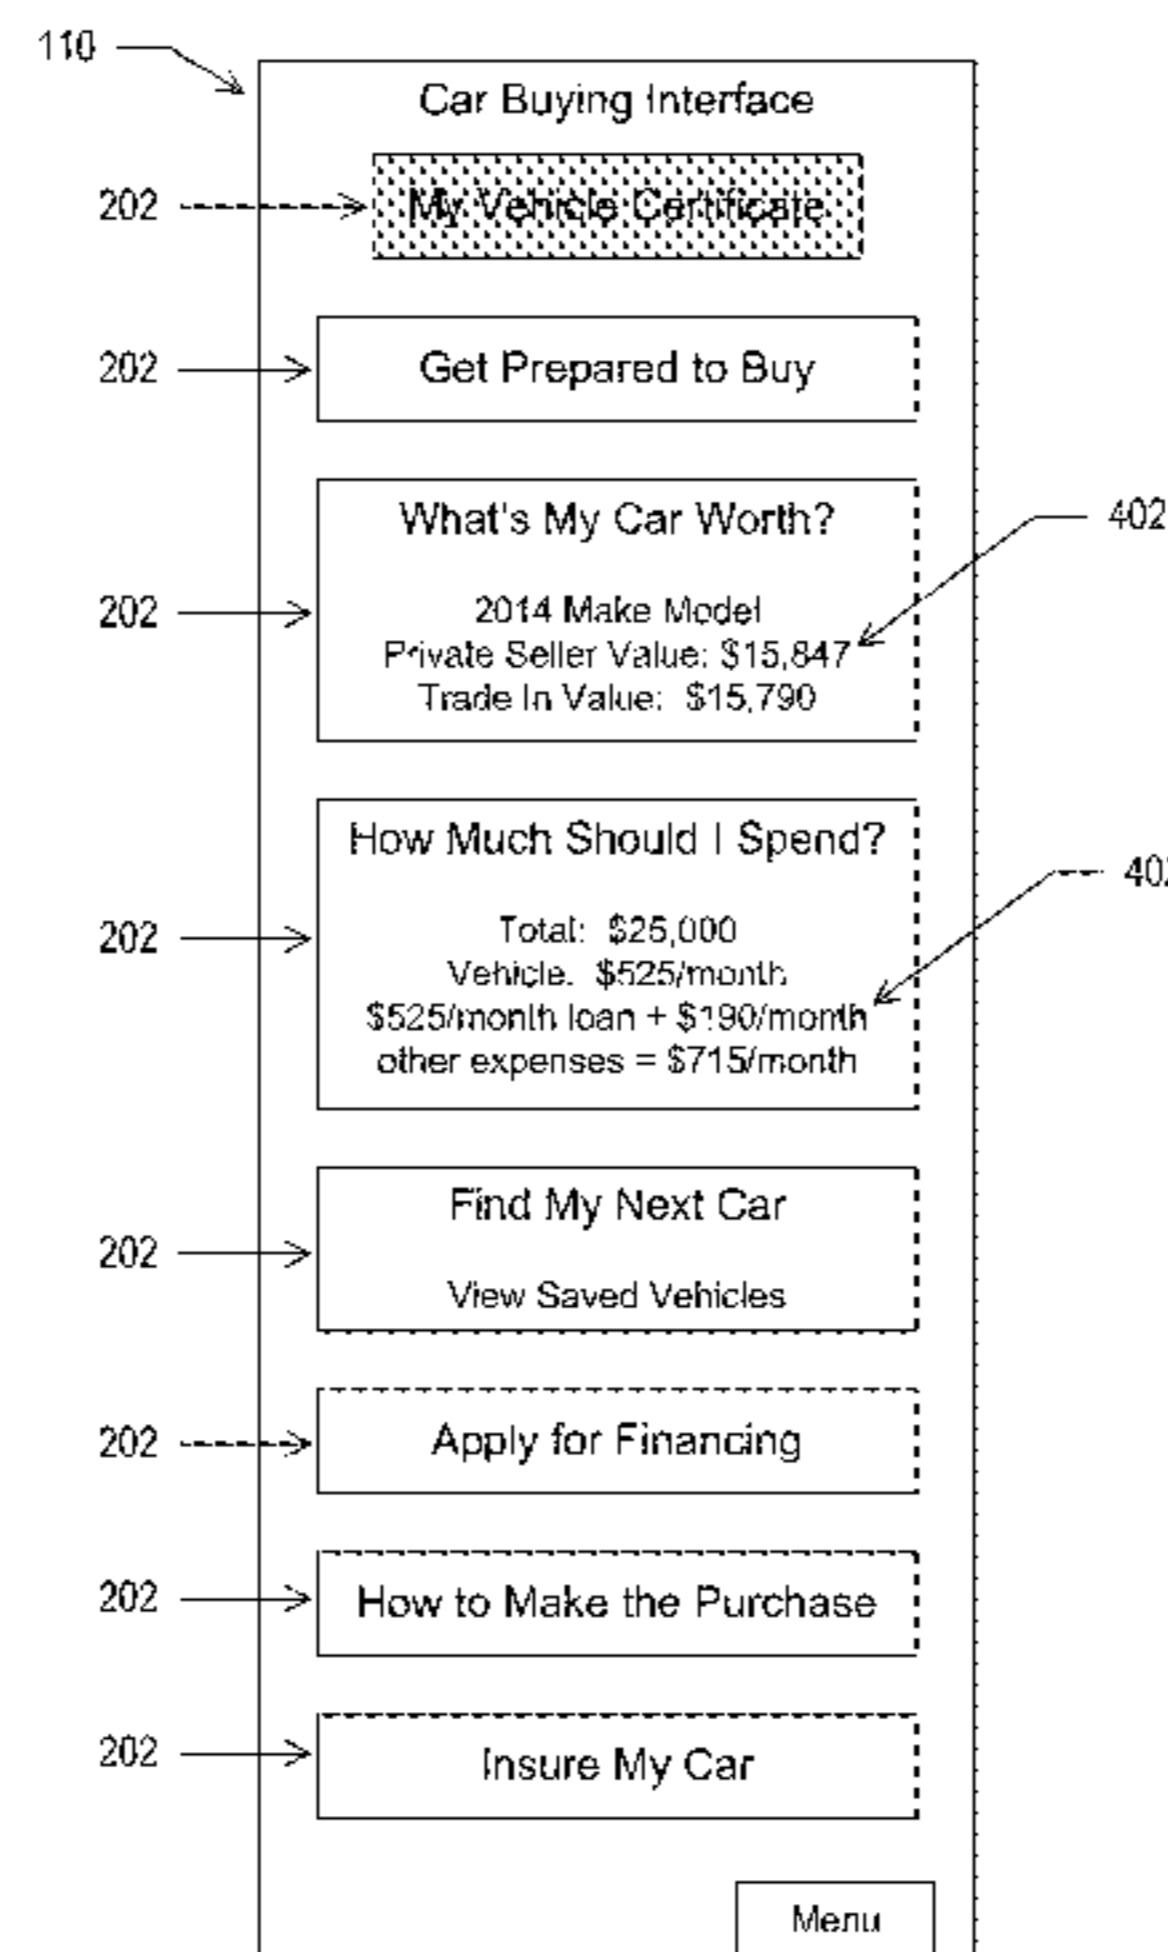 110
Car Buying Interface
202
My Vehicle Certificate
202
Get Prepared to Buy
What's My Car Worth?
402
202
2014 Make Model
Private Seller Value: $15,847
Trade In Value: $15,790
How Much Should I Spend?
402
202
Total: $25,000
Vehicle: $525/month
$525/month loan + $190/month
other expenses = $715/month
Find My Next Car
202
View Saved Vehicles
202
Apply for Financing
202
How to Make the Purchase
202
Insure My Car
Menu